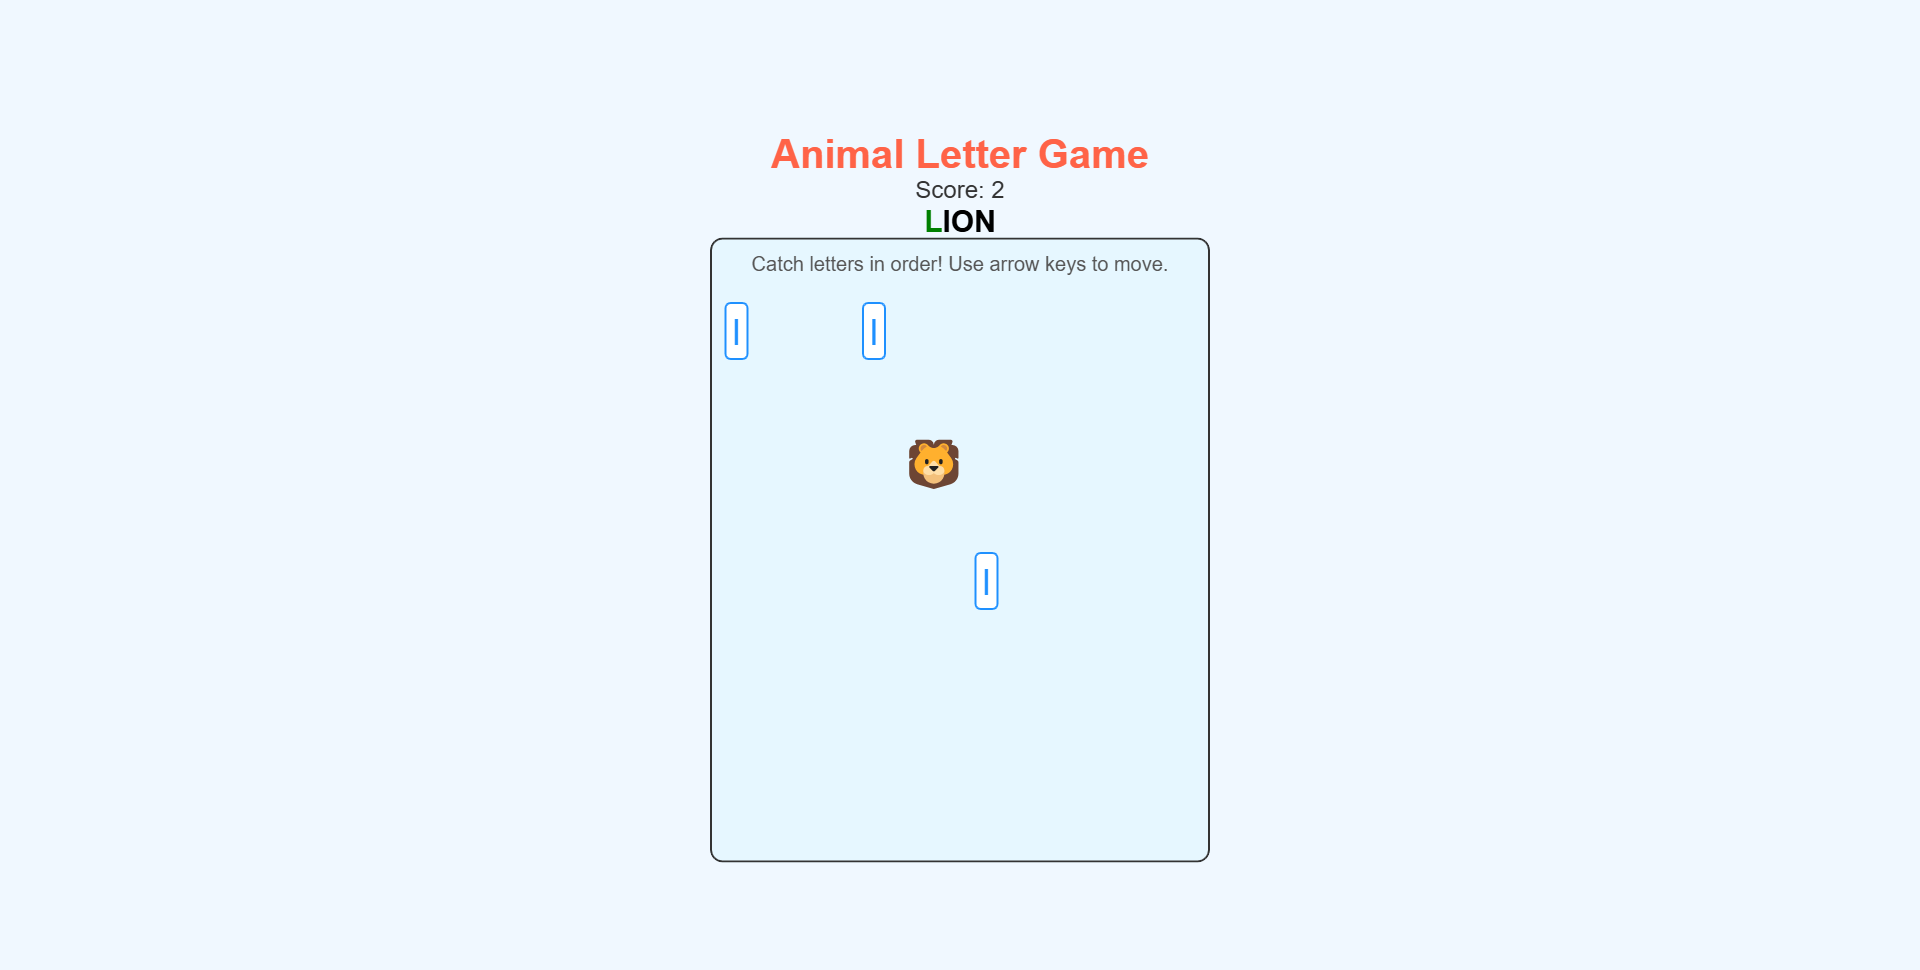 Animal Letter Game
Score: 2
LION
Catch letters in order! Use arrow keys to move.
I I
I